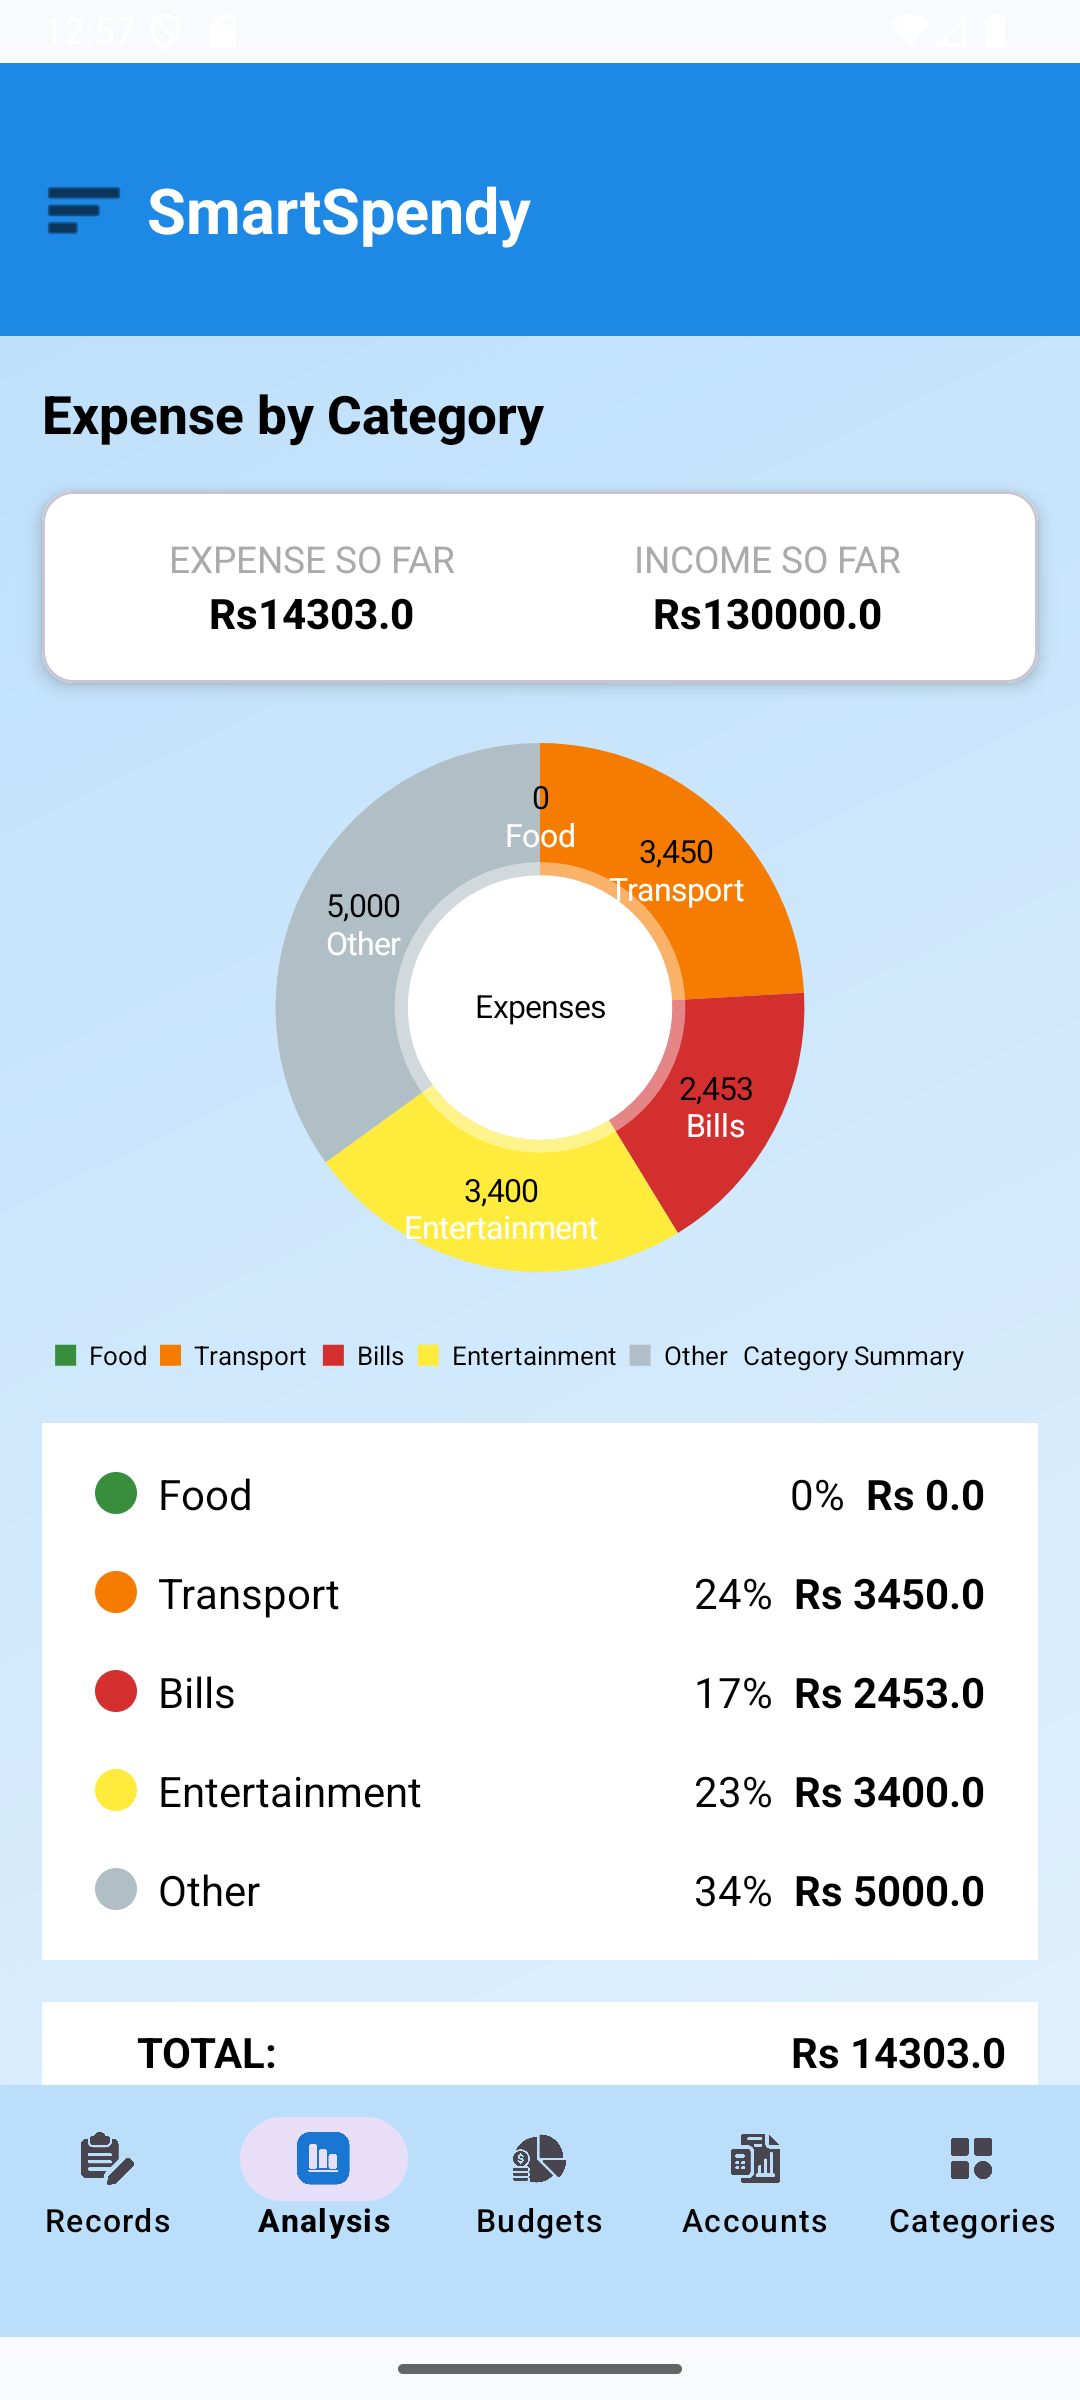 12:57
SmartSpendy
Expense by Category
EXPENSE SO FAR INCOME SO FAR
Rs14303.0 Rs130000.0
0
Food
3,450
Transport
5,000
Other
Expenses
2,453
Bills
3,400
Entertainment
Food Transport Bills Entertainment Other Category Summary
Food 0% Rs 0.0
Transport 24% Rs 3450.0
Bills 17% Rs 2453.0
Entertainment 23% Rs 3400.0
Other 34% Rs 5000.0
TOTAL: Rs 14303.0
Records Analysis Budgets Accounts Categories